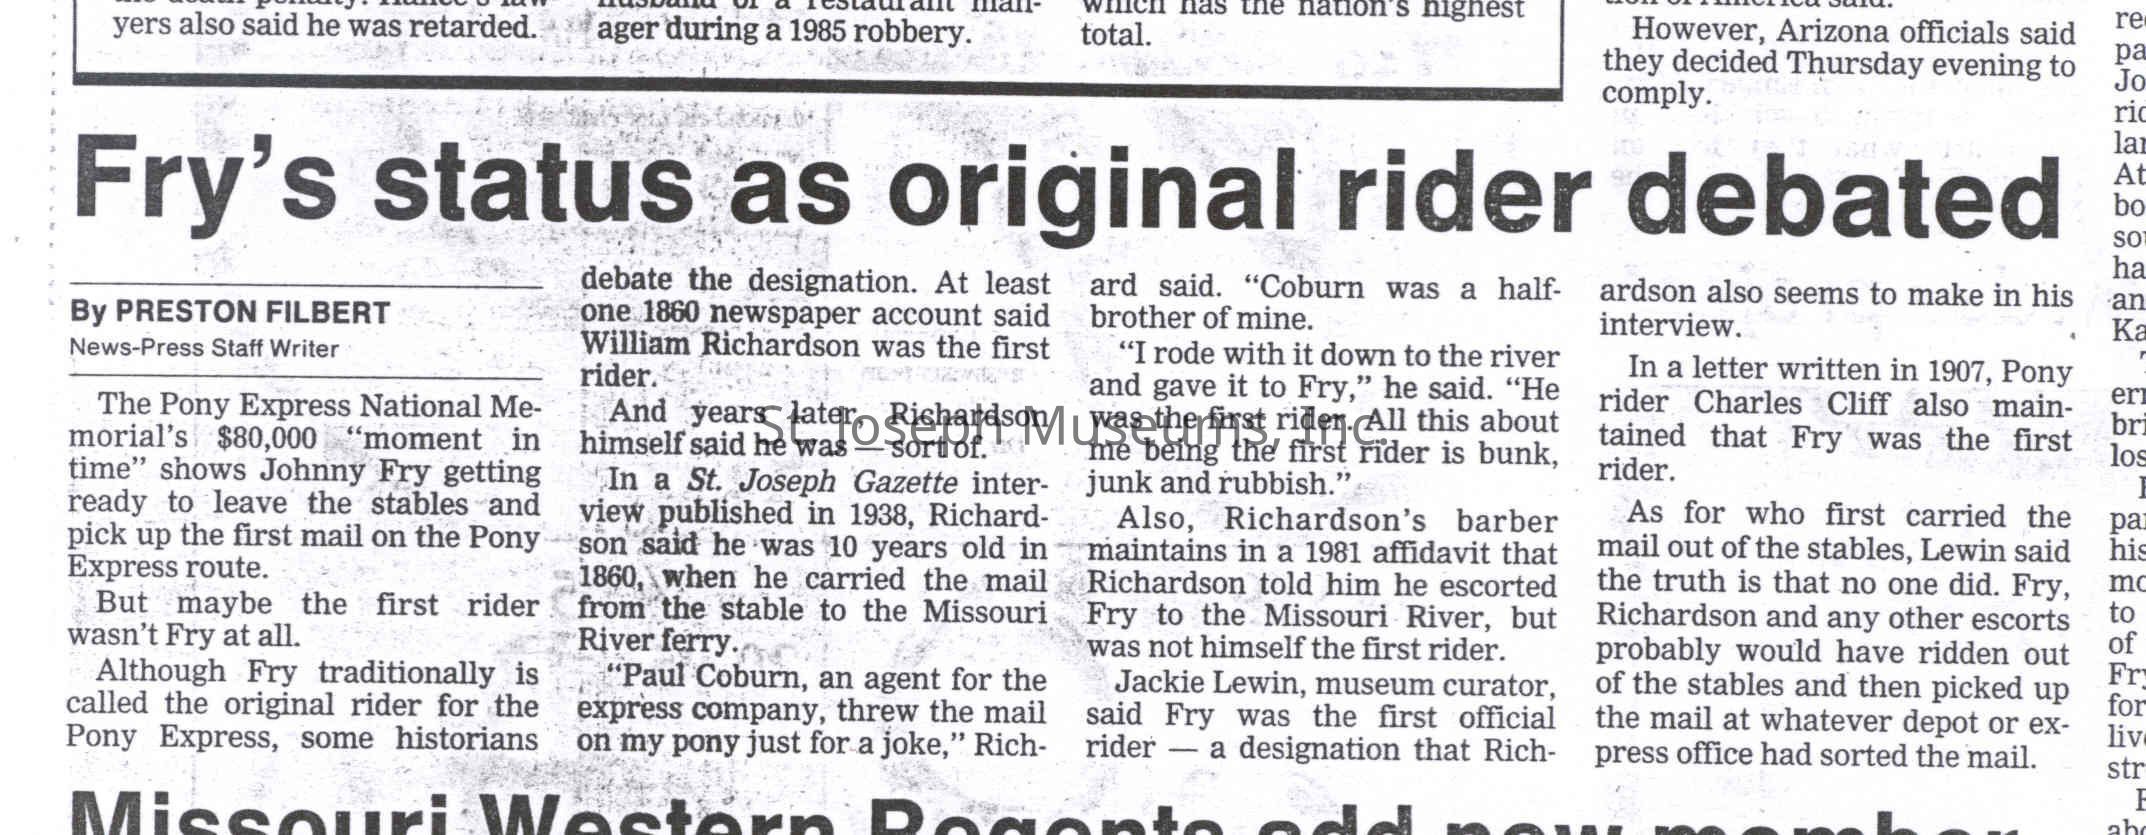 yers also said he was retarded.
ager during a 1985 robbery.
which has the nation's highest
total.
However, Arizona officials said
they decided Thursday evening to
comply.
Fry's status as original rider debated
By PRESTON FILBERT
News-Press Staff Writer
The Pony Express National Me-
morial's $80,000 "moment in
time" shows Johnny Fry getting
ready to leave the stables and
pick up the first mail on the Pony
Express route.
But maybe the first rider
wasn't Fry at all.
Although Fry traditionally is
called the original rider for the
Pony Express, some historians
debate the designation. At least
one 1860 newspaper account said
William Richardson was the first
rider.
And years later, Richardson
himself said he was — sort of.
In a St. Joseph Gazette inter-
view published in 1938, Richard-
son said he was 10 years old in
1860, when he carried the mail
from the stable to the Missouri
River ferry.
"Paul Coburn, an agent for the
express company, threw the mail
on my pony just for a joke," Rich-
ard said. "Coburn was a half-
brother of mine.
"I rode with it down to the river
and gave it to Fry," he said. "He
was the first rider. All this about
me being the first rider is bunk,
junk and rubbish."
Also, Richardson's barber
maintains in a 1981 affidavit that
Richardson told him he escorted
Fry to the Missouri River, but
was not himself the first rider.
Jackie Lewin, museum curator,
said Fry was the first official
rider — a designation that Rich-
ardson also seems to make in his
interview.
In a letter written in 1907, Pony
rider Charles Cliff also main-
tained that Fry was the first
rider.
As for who first carried the
mail out of the stables, Lewin said
the truth is that no one did. Fry,
Richardson and any other escorts
probably would have ridden out
of the stables and then picked up
the mail at whatever depot or ex-
press office had sorted the mail.
St Joseph Museums, Inc.
Missouri Western Regents add new member